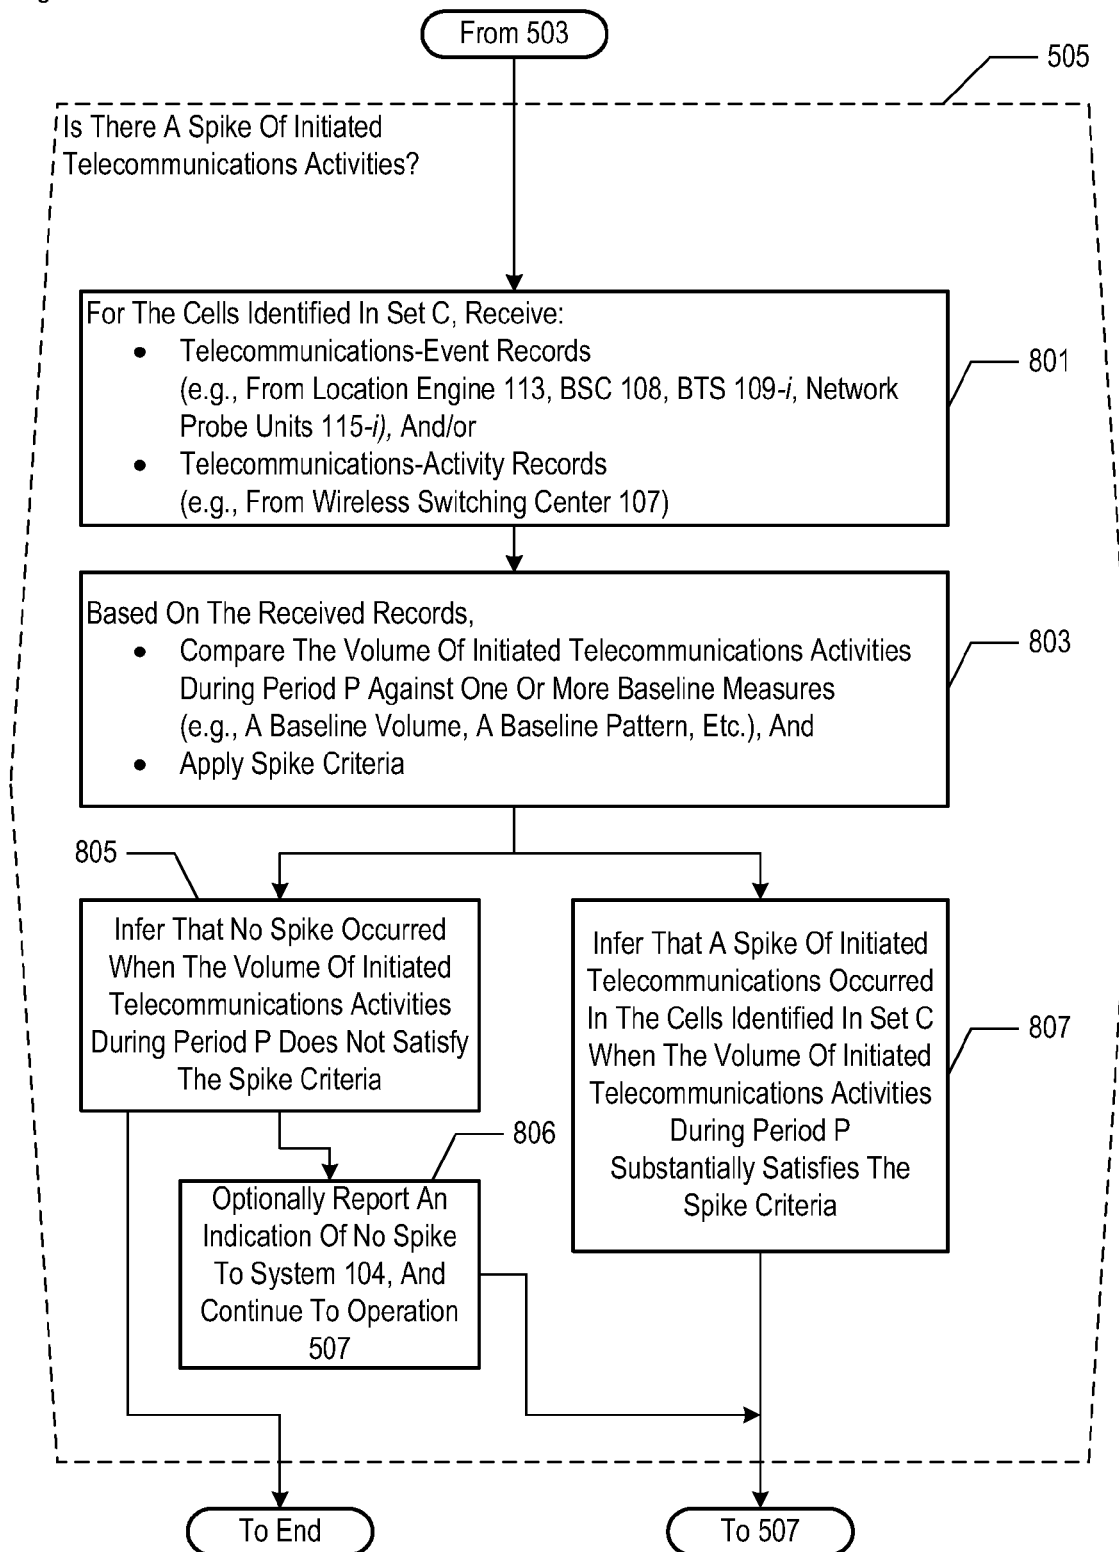 From 503
505
Is There A Spike Of Initiated
Telecommunications Activities?
For The Cells Identified In Set C, Receive:
• Telecommunications-Event Records
(e.g., From Location Engine 113, BSC 108, BTS 109-i, Network
Probe Units 115-i), And/or
• Telecommunications-Activity Records
(e.g., From Wireless Switching Center 107)
801
Based On The Received Records,
• Compare The Volume Of Initiated Telecommunications Activities
During Period P Against One Or More Baseline Measures
(e.g., A Baseline Volume, A Baseline Pattern, Etc.), And
• Apply Spike Criteria
803
805
Infer That No Spike Occurred
When The Volume Of Initiated
Telecommunications Activities
During Period P Does Not Satisfy
The Spike Criteria
Infer That A Spike Of Initiated
Telecommunications Occurred
In The Cells Identified In Set C
When The Volume Of Initiated
Telecommunications Activities
During Period P
Substantially Satisfies The
Spike Criteria
807
806
Optionally Report An
Indication Of No Spike
To System 104, And
Continue To Operation
507
To End
To 507